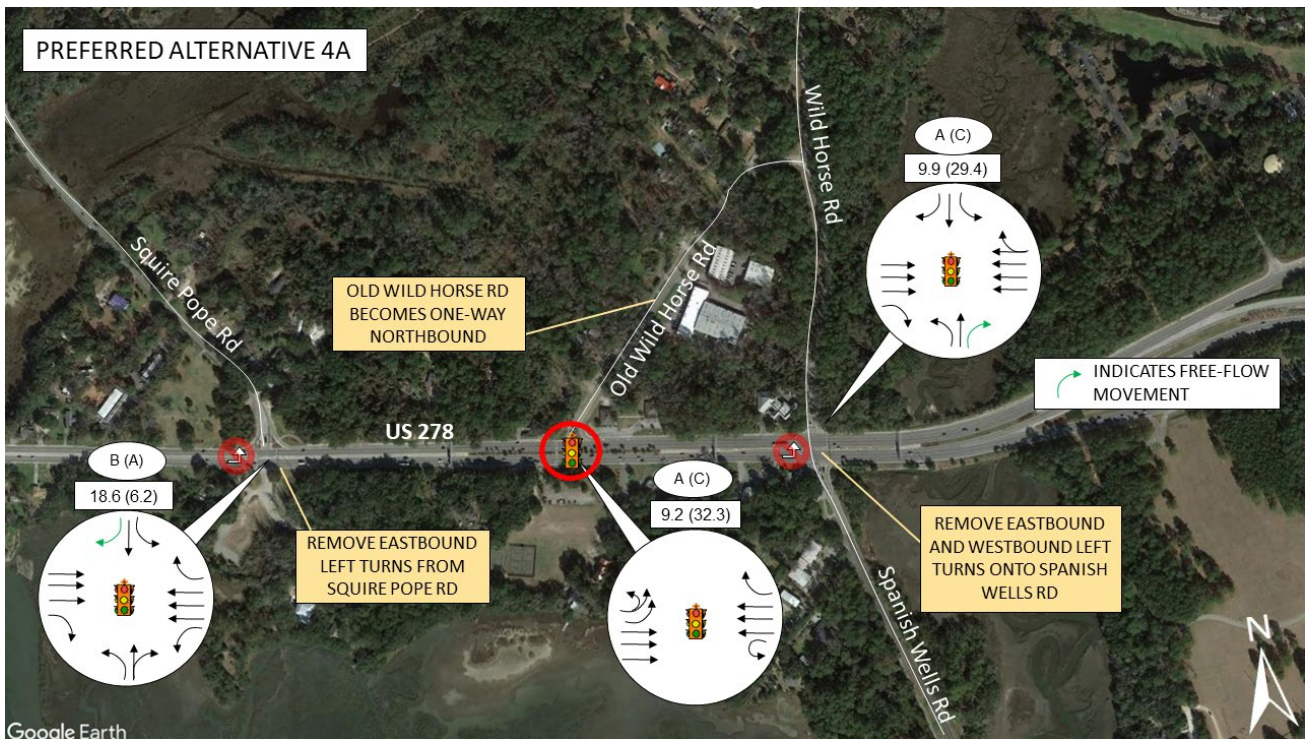 PREFERRED ALTERNATIVE 4A
Wild Horse Rd
A (C)
9.9 (29.4)
Squire Pope Rd
OLD WILD HORSE RD
BECOMES ONE-WAY
NORTHBOUND
Old Wild Horse Rd
INDICATES FREE-FLOW
MOVEMENT
US 278
B (A)
18.6 (6.2)
A (C)
9.2 (32.3)
REMOVE EASTBOUND
LEFT TURNS FROM
SQUIRE POPE RD
REMOVE EASTBOUND
AND WESTBOUND LEFT
TURNS ONTO SPANISH
WELLS RD
Spanish Wells Rd
N
Google Earth